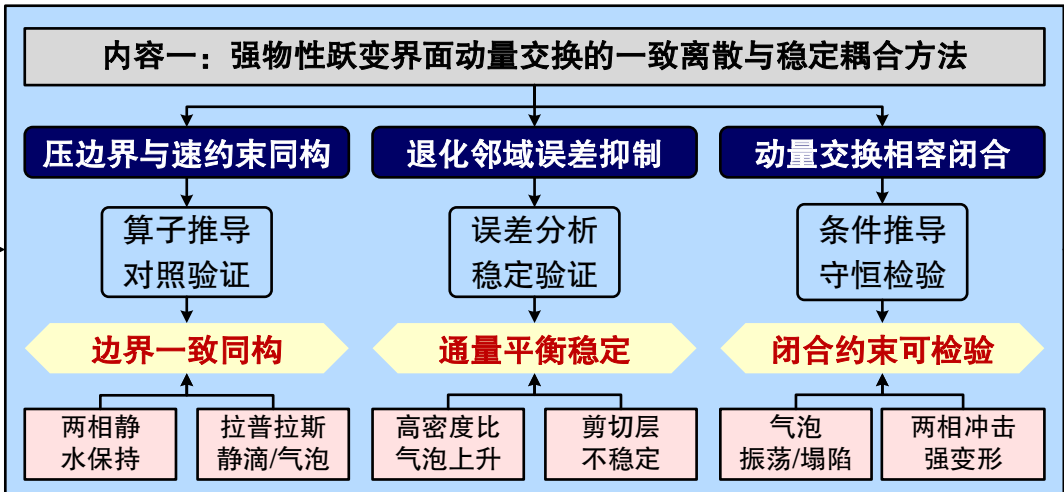 内容一：强物性跃变界面动量交换的一致离散与稳定耦合方法
压边界与速约束同构
退化邻域误差抑制
动量交换相容闭合
算子推导
对照验证
误差分析
稳定验证
条件推导
守恒检验
边界一致同构
通量平衡稳定
闭合约束可检验
两相静
水保持
拉普拉斯
静滴/气泡
高密度比
气泡上升
剪切层
不稳定
气泡
振荡/塌陷
两相冲击
强变形